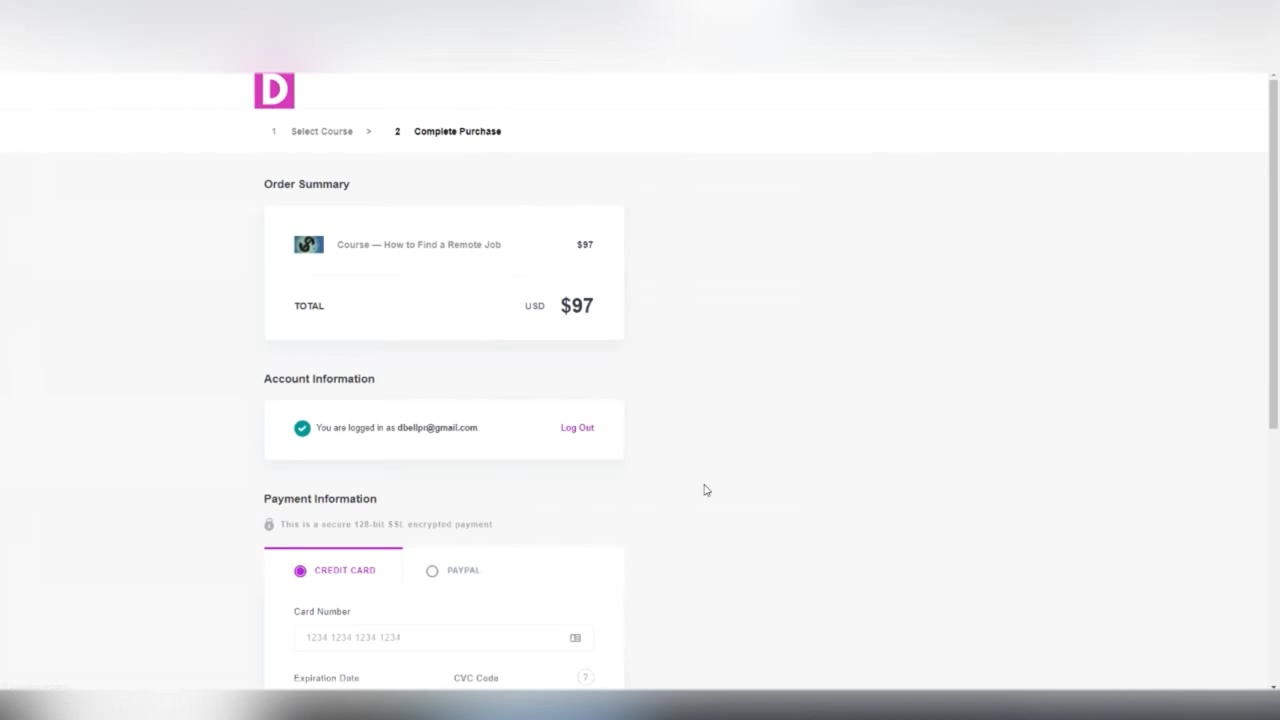 D
1 Select Course > 2 Complete Purchase
Order Summary
Course — How to Find a Remote Job $97
TOTAL USD $97
Account Information
You are logged in as dbellpr@gmail.com Log Out
Payment Information
This is a secure 128-bit SSL encrypted payment
CREDIT CARD PAYPAL
Card Number
1234 1234 1234 1234
Expiration Date CVC Code ?